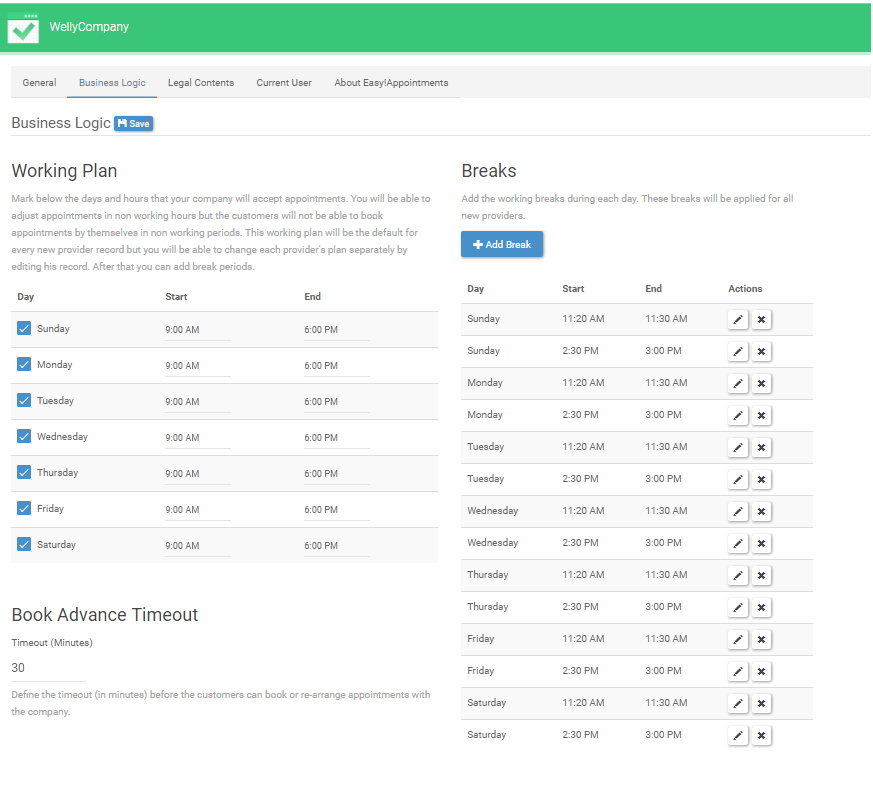 WellyCompany
General Business Logic Legal Contents Current User About Easy!Appointments
Business Logic Save
Working Plan
Mark below the days and hours that your company will accept appointments. You will be able to
adjust appointments in non working hours but the customers will not be able to book
appointments by themselves in non working periods. This working plan will be the default for
every new provider record but you will be able to change each provider's plan separately by
editing his record. After that you can add break periods.
Day Start End
Sunday 9:00 AM 6:00 PM
Monday 9:00 AM 6:00 PM
Tuesday 9:00 AM 6:00 PM
Wednesday 9:00 AM 6:00 PM
Thursday 9:00 AM 6:00 PM
Friday 9:00 AM 6:00 PM
Saturday 9:00 AM 6:00 PM
Book Advance Timeout
Timeout (Minutes)
30
Define the timeout (in minutes) before the customers can book or re-arrange appointments with
the company.
Breaks
Add the working breaks during each day. These breaks will be applied for all
new providers.
Add Break
Day Start End Actions
Sunday 11:20 AM 11:30 AM
Sunday 2:30 PM 3:00 PM
Monday 11:20 AM 11:30 AM
Monday 2:30 PM 3:00 PM
Tuesday 11:20 AM 11:30 AM
Tuesday 2:30 PM 3:00 PM
Wednesday 11:20 AM 11:30 AM
Wednesday 2:30 PM 3:00 PM
Thursday 11:20 AM 11:30 AM
Thursday 2:30 PM 3:00 PM
Friday 11:20 AM 11:30 AM
Friday 2:30 PM 3:00 PM
Saturday 11:20 AM 11:30 AM
Saturday 2:30 PM 3:00 PM